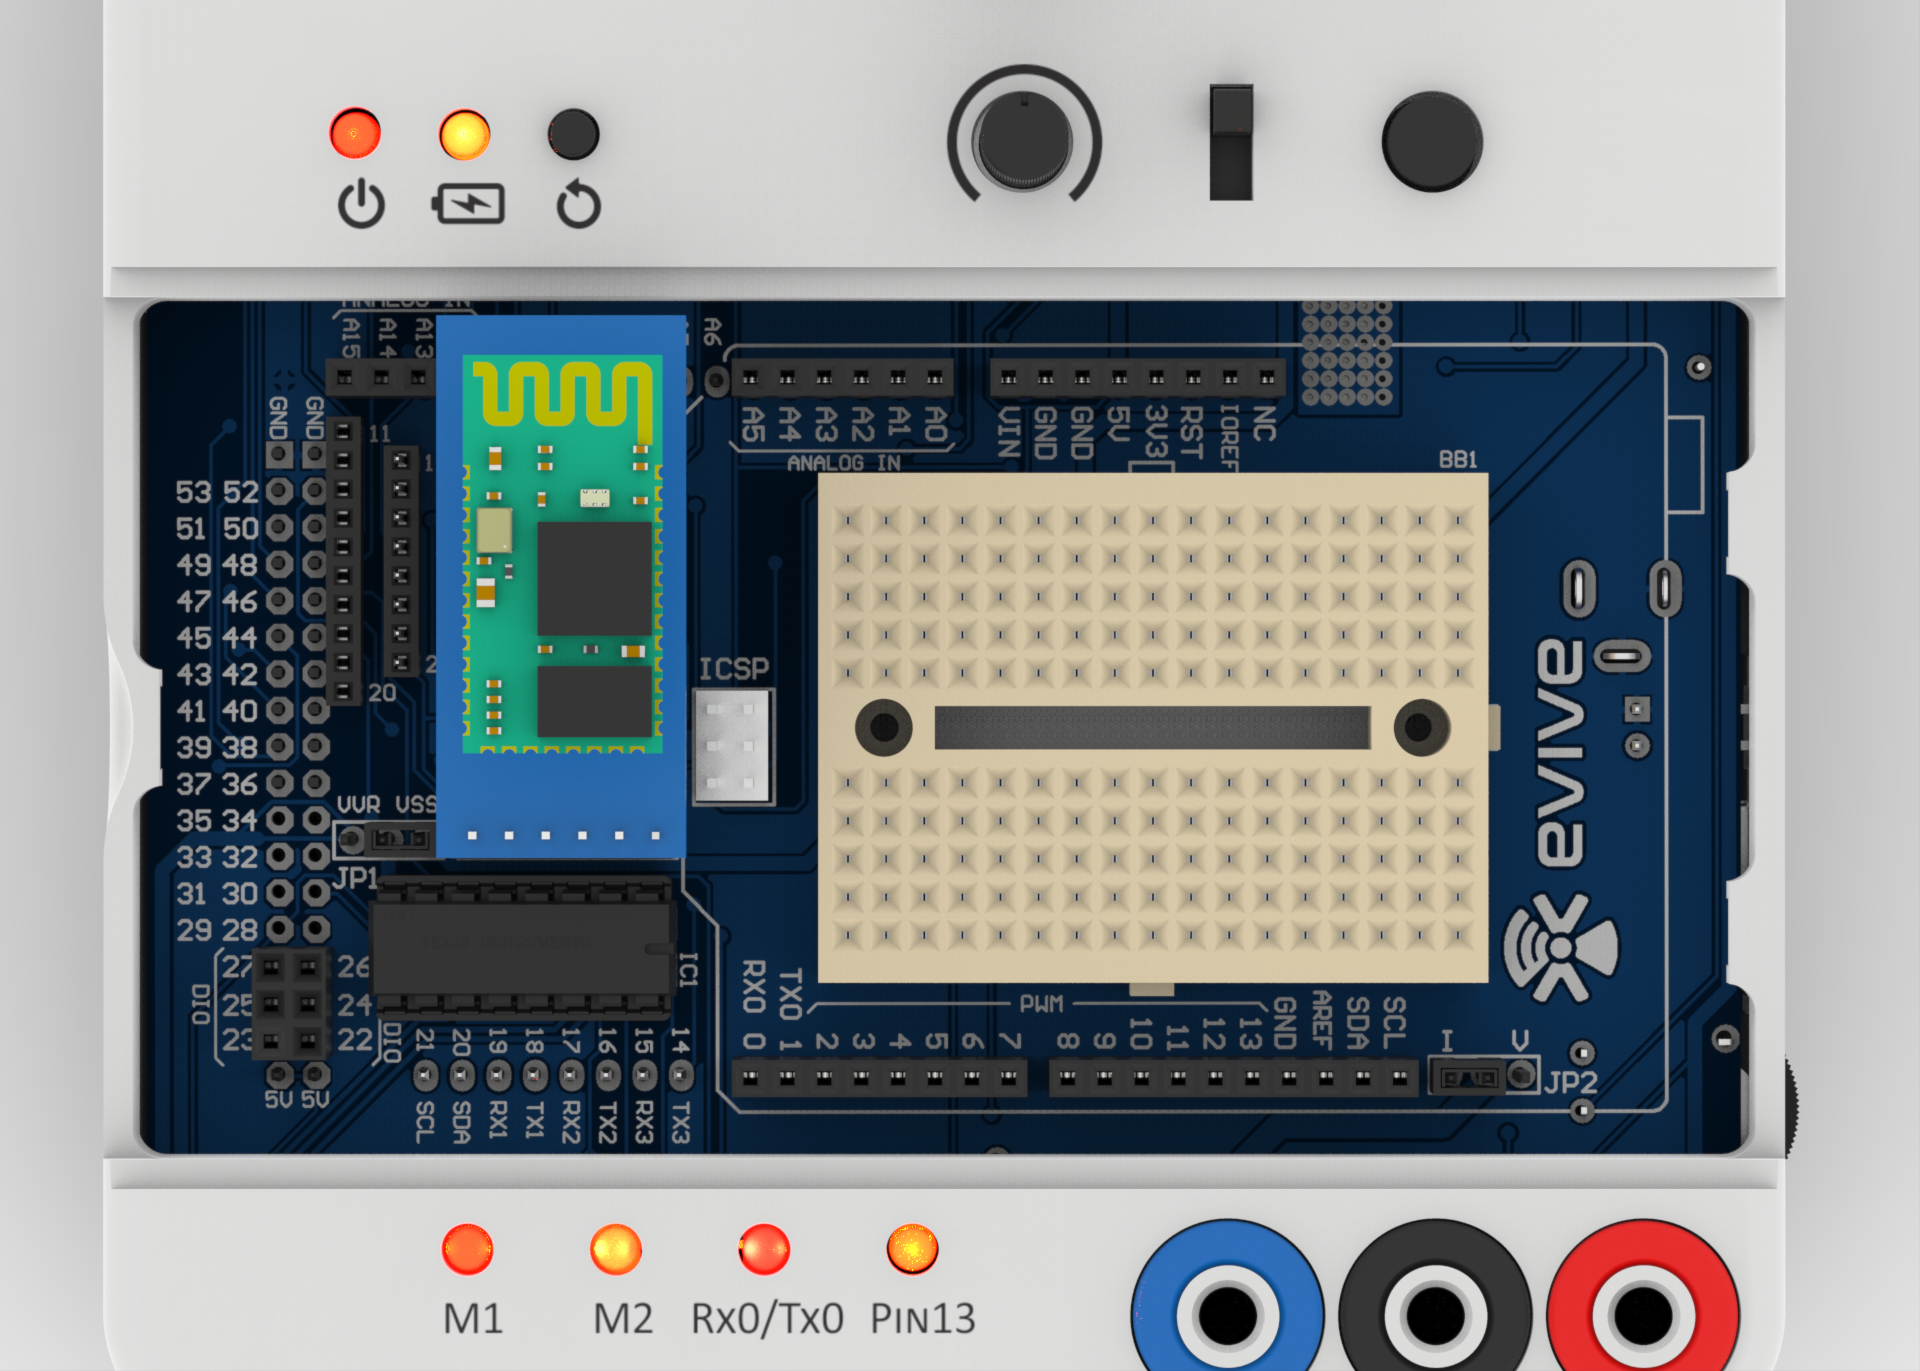 ANALOG IN
A15 A14 A13 A6
GND GND
11
1
A5 A4 A3 A2 A1 A0
VIN GND GND 5V 3V3 RST IOREF NC
ANALOG IN
BB1
53 52
51 50
49 48
47 46
45 44
43 42
41 40
39 38
37 36
35 34
33 32
31 30
29 28
27 26
25 24
23 22
20
2
ICSP
VVR VSS
JP1
evive
TEXAS INSTRUMENTS
IC1
DIO
DIO
5V 5V
21 20 19 18 17 16 15 14
SCL SDA RX1 TX1 RX2 TX2 RX3 TX3
RX0 TX0
PWM
0 1 2 3 4 5 6 7
8 9 10 11 12 13 GND AREF SDA SCL
I V
JP2
M1 M2 Rx0/Tx0 PIN13